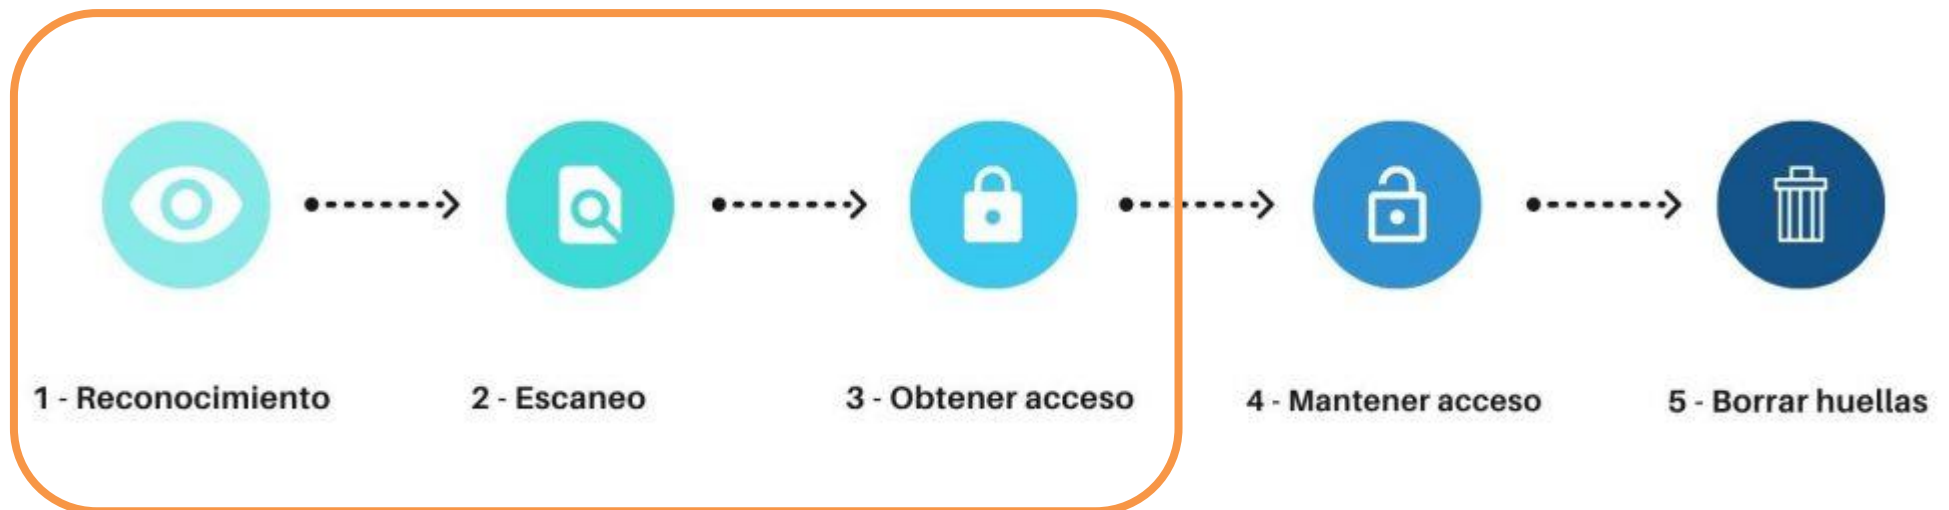 1 - Reconocimiento
2 - Escaneo
3 - Obtener acceso
4 - Mantener acceso
5 - Borrar huellas